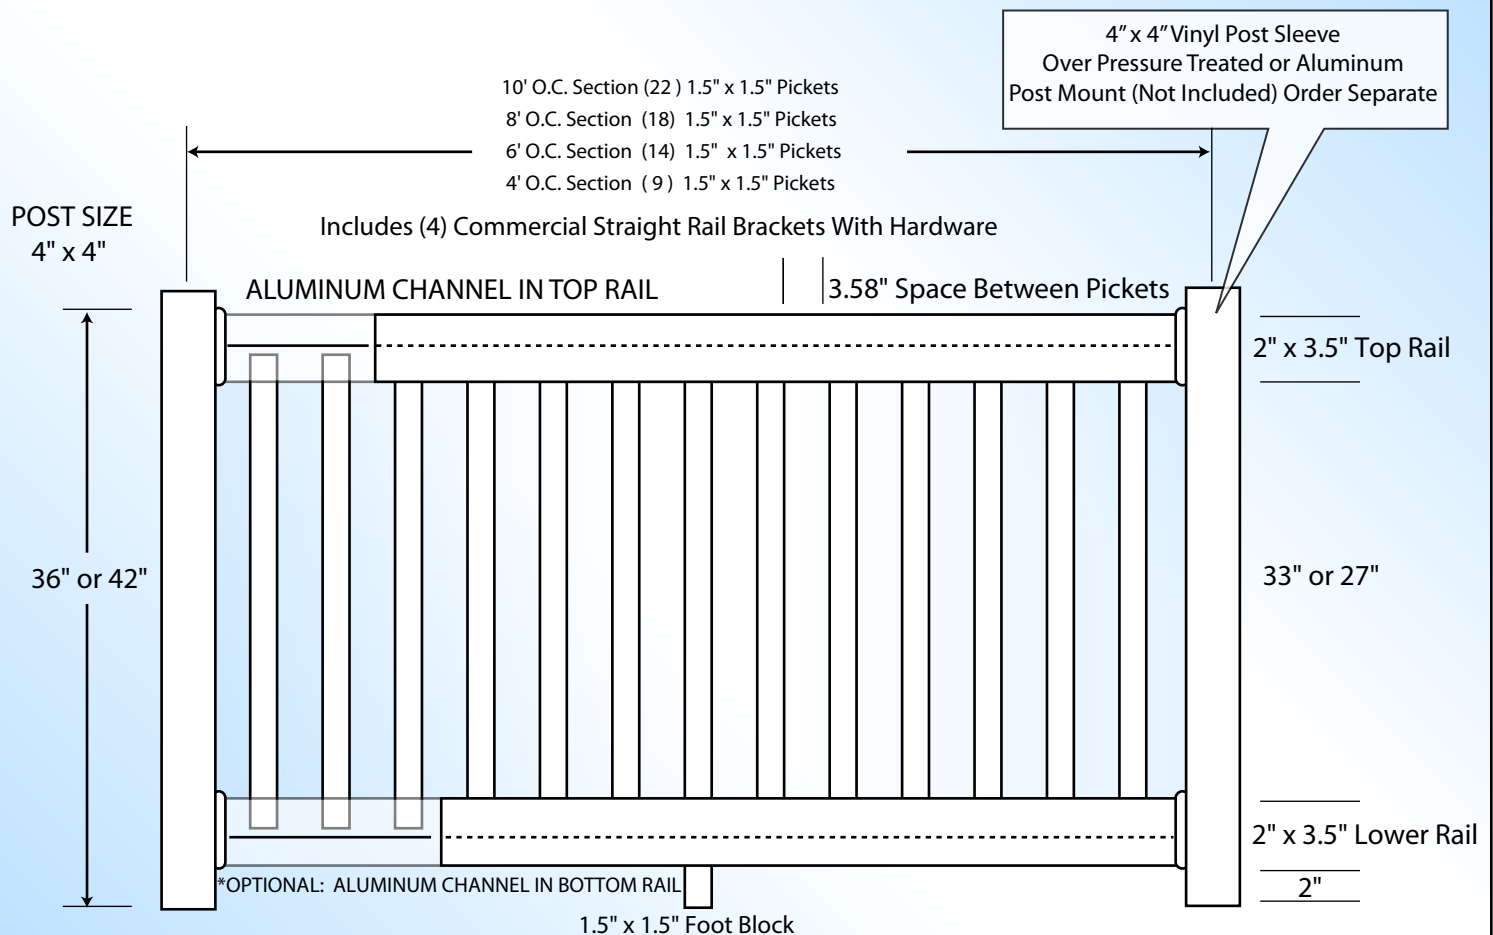 4” x 4” Vinyl Post Sleeve
Over Pressure Treated or Aluminum
Post Mount (Not Included) Order Separate
10' O.C. Section (22 ) 1.5" x 1.5" Pickets
8' O.C. Section (18) 1.5" x 1.5" Pickets
6' O.C. Section (14) 1.5" x 1.5" Pickets
4' O.C. Section ( 9 ) 1.5" x 1.5" Pickets
POST SIZE
4" x 4"
Includes (4) Commercial Straight Rail Brackets With Hardware
ALUMINUM CHANNEL IN TOP RAIL
3.58" Space Between Pickets
2" x 3.5" Top Rail
36" or 42"
33" or 27"
2" x 3.5" Lower Rail
*OPTIONAL: ALUMINUM CHANNEL IN BOTTOM RAIL
2"
1.5" x 1.5" Foot Block